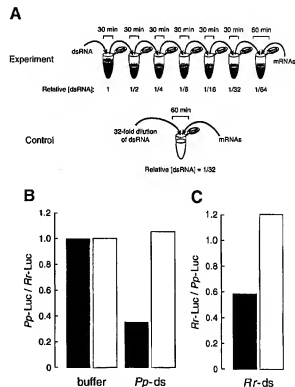 A
30 min 30 min 30 min 30 min 30 min 30 min 60 min
dsRNA
Experiment
mRNAs
Relative [dsRNA]: 1 1/2 1/4 1/8 1/16 1/32 1/64
60 min
Control
32-fold dilution
of dsRNA
mRNAs
Relative [dsRNA] = 1/32
B
C
Pp-Luc / Rr-Luc
1.2
1.0
0.8
0.6
0.4
0.2
0
buffer
Pp-ds
Rr-Luc / Pp-Luc
1.2
1.0
0.8
0.6
0.4
0.2
0
Rr-ds